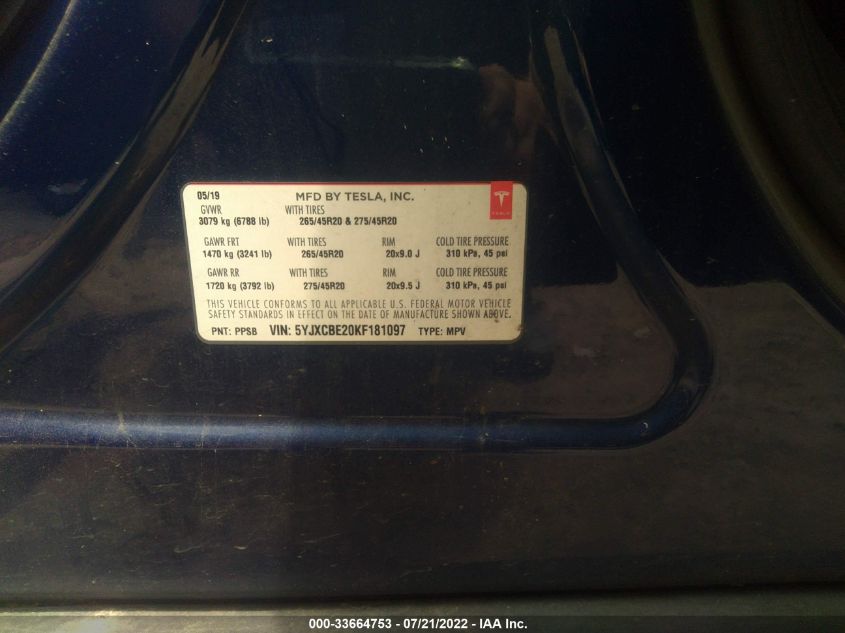 05/19 MFD BY TESLA, INC.
GVWR WITH TIRES
3079 kg (6788 lb) 265/45R20 & 275/45R20
TESLA
GAWR FRT WITH TIRES RIM COLD TIRE PRESSURE
1470 kg (3241 lb) 265/45R20 20x9.0 J 310 kPa, 45 psi
GAWR RR WITH TIRES RIM COLD TIRE PRESSURE
1720 kg (3792 lb) 275/45R20 20x9.5 J 310 kPa, 45 psi
THIS VEHICLE CONFORMS TO ALL APPLICABLE U.S. FEDERAL MOTOR VEHICLE
SAFETY STANDARDS IN EFFECT ON THE DATE OF MANUFACTURE SHOWN ABOVE.
PNT: PPSB VIN: 5YJXCBE20KF181097 TYPE: MPV
000-33664753 - 07/21/2022 - IAA Inc.